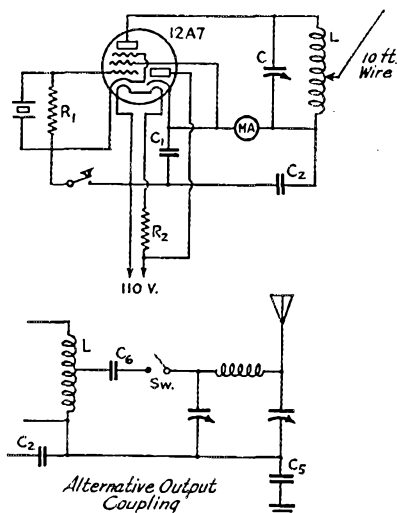 12A7
L
C
10 ft.
Wire
R1
C1
MA
C2
R2
110 V.
L
C6
Sw.
C2
C5
Alternative Output
Coupling